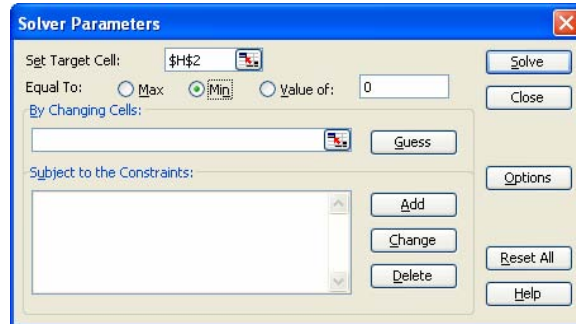 Solver Parameters
Set Target Cell: $H$2 Solve
Equal To: Max Min Value of: 0 Close
By Changing Cells:
Guess
Subject to the Constraints: Options
Add
Change
Reset All
Delete
Help